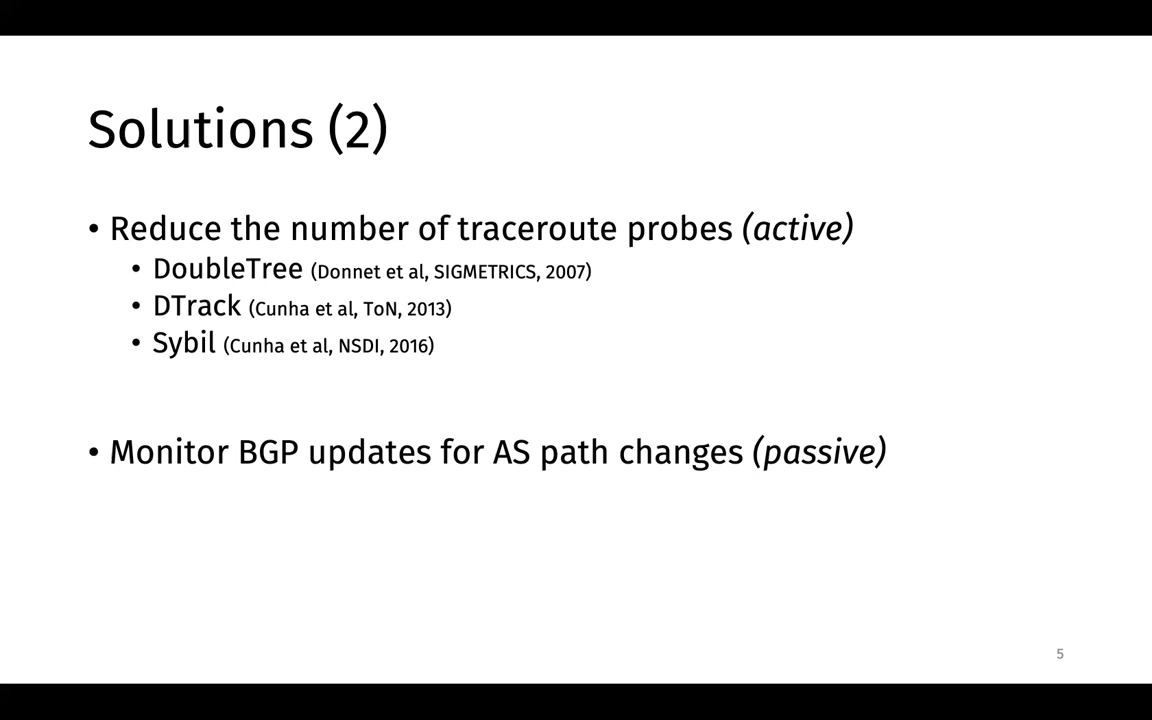 Solutions (2)
• Reduce the number of traceroute probes (active)
• DoubleTree (Donnet et al, SIGMETRICS, 2007)
• DTrack (Cunha et al, ToN, 2013)
• Sybil (Cunha et al, NSDI, 2016)
• Monitor BGP updates for AS path changes (passive)
5